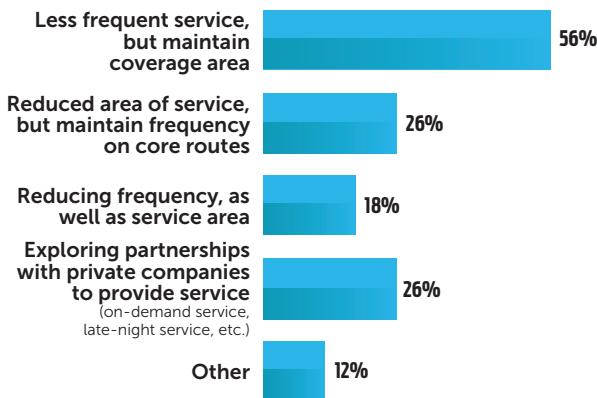 Less frequent service,
but maintain
coverage area
56%
Reduced area of service,
but maintain frequency
on core routes
26%
Reducing frequency, as
well as service area
18%
Exploring partnerships
with private companies
to provide service
(on-demand service,
late-night service, etc.)
26%
Other
12%